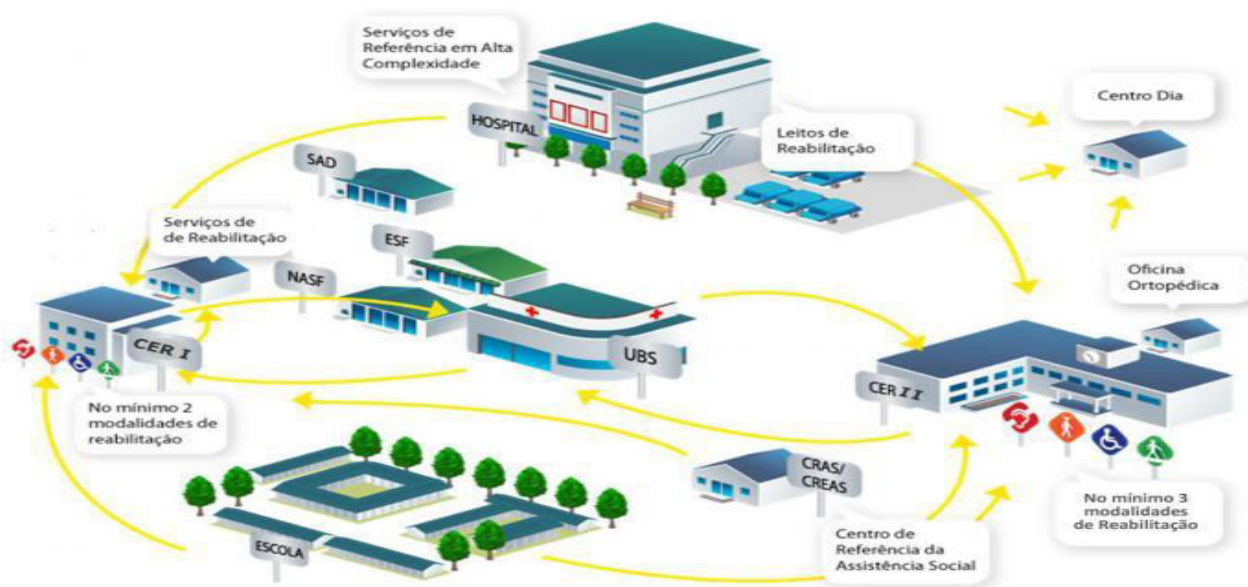 Serviços de
Referência em Alta
Complexidade
HOSPITAL
Leitos de
Reabilitação
Centro Dia
SAD
Serviços de
de Reabilitação
ESF
NASF
Oficina
Ortopédica
CER I
UBS
CER II
No mínimo 2
modalidades de
reabilitação
CRAS/
CREAS
No mínimo 3
modalidades
de Reabilitação
ESCOLA
Centro de
Referência da
Assistência Social